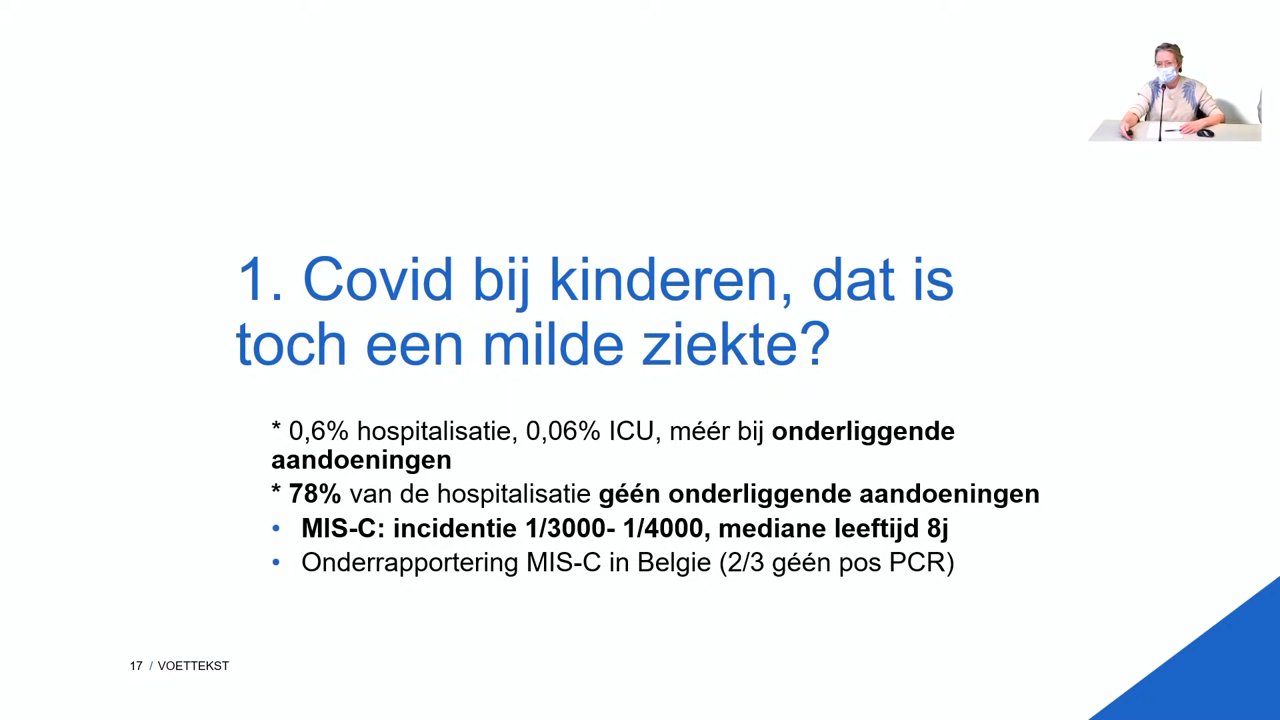 1. Covid bij kinderen, dat is
toch een milde ziekte?
* 0,6% hospitalisatie, 0,06% ICU, méér bij onderliggende
aandoeningen
* 78% van de hospitalisatie géén onderliggende aandoeningen
• MIS-C: incidentie 1/3000- 1/4000, mediane leeftijd 8j
• Onderrapportering MIS-C in Belgie (2/3 géén pos PCR)
17 / VOETTEKST